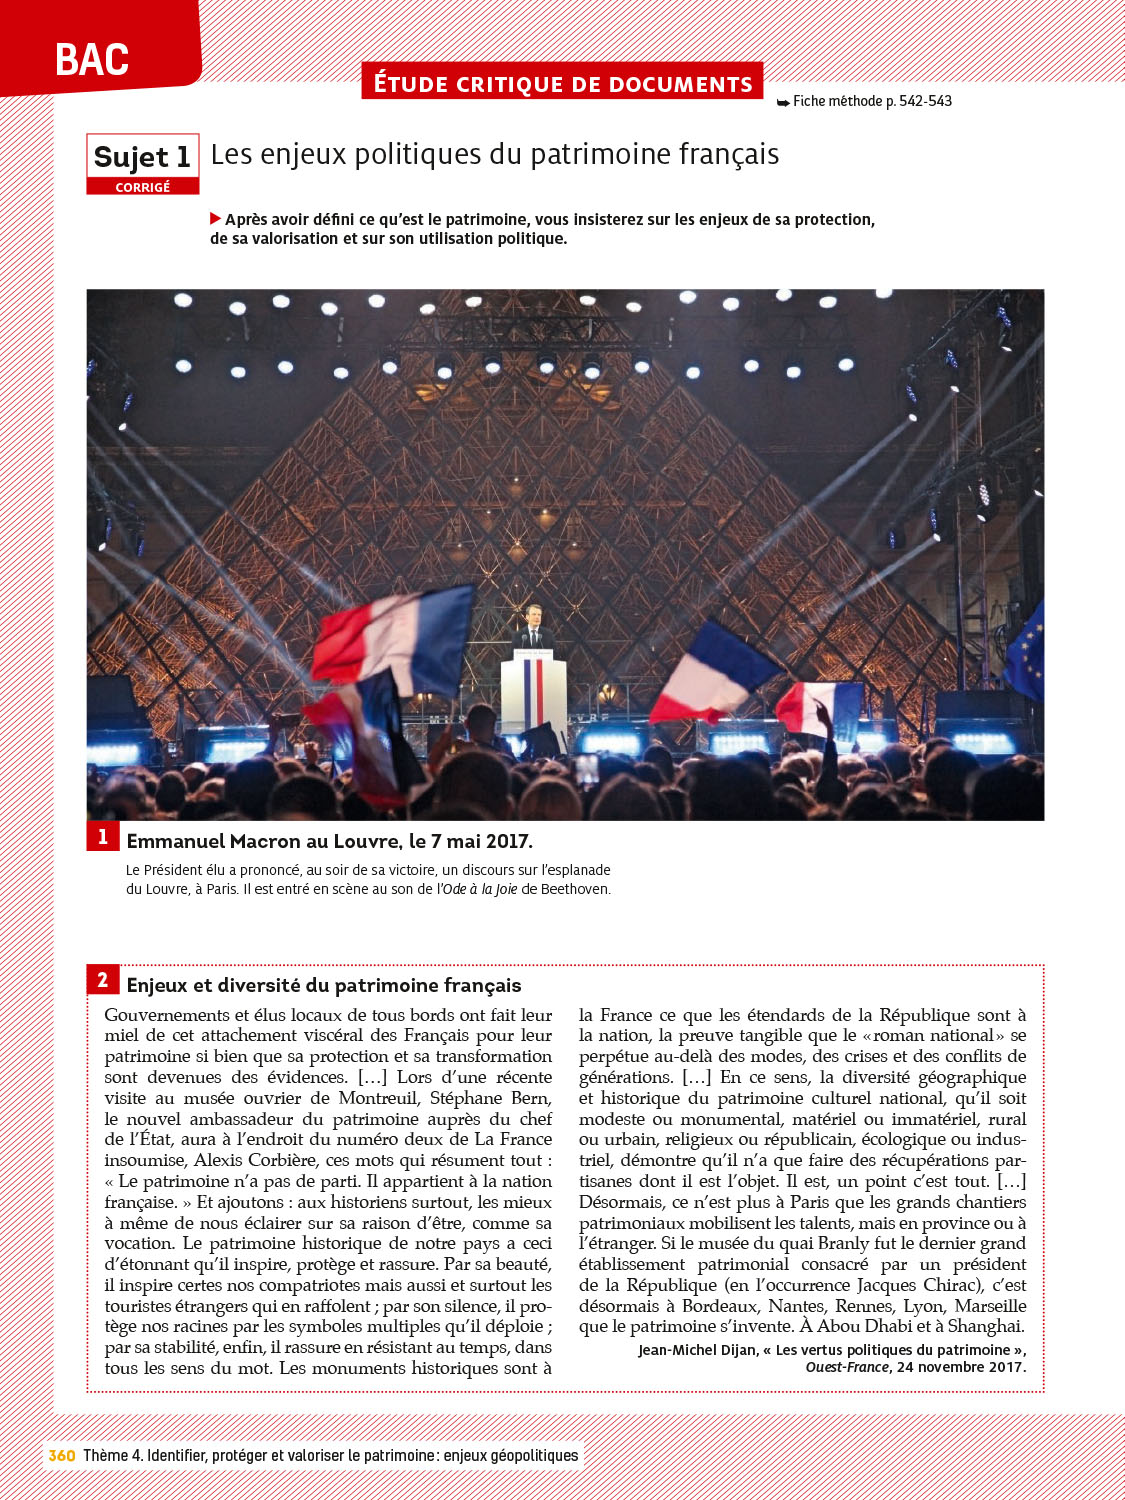 BAC
ÉTUDE CRITIQUE DE DOCUMENTS
➥ Fiche méthode p. 542-543
Sujet 1
CORRIGÉ
Les enjeux politiques du patrimoine français
▶ Après avoir défini ce qu'est le patrimoine, vous insisterez sur les enjeux de sa protection,
de sa valorisation et sur son utilisation politique.
1
Emmanuel Macron au Louvre, le 7 mai 2017.
Le Président élu a prononcé, au soir de sa victoire, un discours sur l'esplanade
du Louvre, à Paris. Il est entré en scène au son de l'Ode à la Joie de Beethoven.
2
Enjeux et diversité du patrimoine français
Gouvernements et élus locaux de tous bords ont fait leur
miel de cet attachement viscéral des Français pour leur
patrimoine si bien que sa protection et sa transformation
sont devenues des évidences. […] Lors d'une récente
visite au musée ouvrier de Montreuil, Stéphane Bern,
le nouvel ambassadeur du patrimoine auprès du chef
de l'État, aura à l'endroit du numéro deux de La France
insoumise, Alexis Corbière, ces mots qui résument tout :
« Le patrimoine n'a pas de parti. Il appartient à la nation
française. » Et ajoutons : aux historiens surtout, les mieux
à même de nous éclairer sur sa raison d'être, comme sa
vocation. Le patrimoine historique de notre pays a ceci
d'étonnant qu'il inspire, protège et rassure. Par sa beauté,
il inspire certes nos compatriotes mais aussi et surtout les
touristes étrangers qui en raffolent ; par son silence, il pro-
tège nos racines par les symboles multiples qu'il déploie ;
par sa stabilité, enfin, il rassure en résistant au temps, dans
tous les sens du mot. Les monuments historiques sont à
la France ce que les étendards de la République sont à
la nation, la preuve tangible que le « roman national » se
perpétue au-delà des modes, des crises et des conflits de
générations. […] En ce sens, la diversité géographique
et historique du patrimoine culturel national, qu'il soit
modeste ou monumental, matériel ou immatériel, rural
ou urbain, religieux ou républicain, écologique ou indus-
triel, démontre qu'il n'a que faire des récupérations par-
tisanes dont il est l'objet. Il est, un point c'est tout. […]
Désormais, ce n'est plus à Paris que les grands chantiers
patrimoniaux mobilisent les talents, mais en province ou à
l'étranger. Si le musée du quai Branly fut le dernier grand
établissement patrimonial consacré par un président
de la République (en l'occurrence Jacques Chirac), c'est
désormais à Bordeaux, Nantes, Rennes, Lyon, Marseille
que le patrimoine s'invente. À Abou Dhabi et à Shanghai.
Jean-Michel Dijan, « Les vertus politiques du patrimoine »,
Ouest-France, 24 novembre 2017.
360 Thème 4. Identifier, protéger et valoriser le patrimoine : enjeux géopolitiques